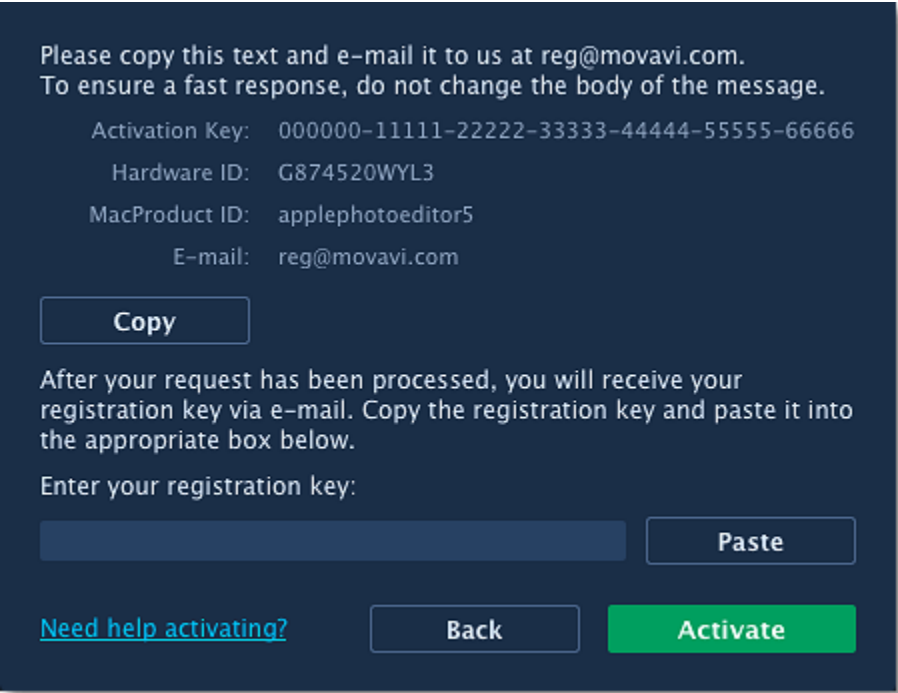 Please copy this text and e-mail it to us at reg@movavi.com.
To ensure a fast response, do not change the body of the message.
Activation Key: 000000-11111-22222-33333-44444-55555-66666
Hardware ID: G874520WYL3
MacProduct ID: applephotoeditor5
E-mail: reg@movavi.com
Copy
After your request has been processed, you will receive your
registration key via e-mail. Copy the registration key and paste it into
the appropriate box below.
Enter your registration key:
Paste
Need help activating? Back Activate